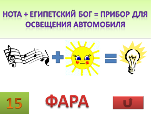 НОТА + ЕГИПЕТСКИЙ БОГ = ПРИБОР ДЛЯ
ОСВЕЩЕНИЯ АВТОМОБИЛЯ
+ =
15 ФАРА